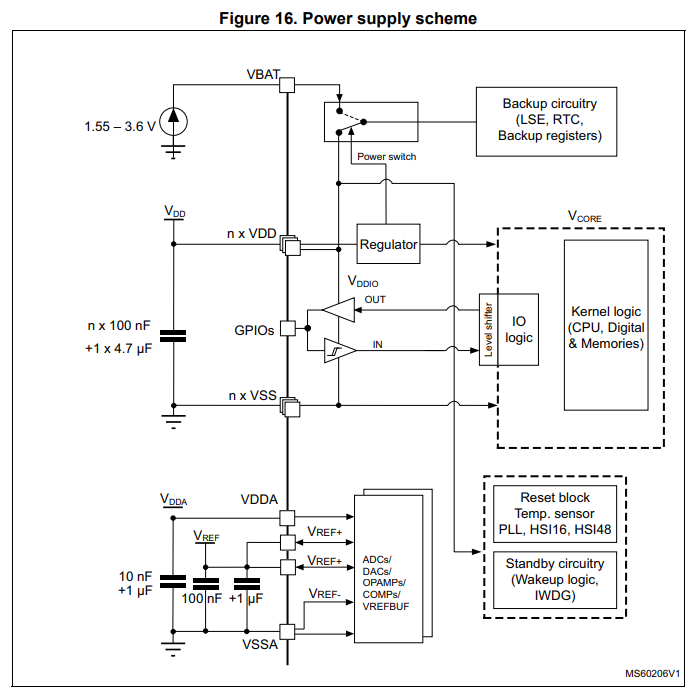 Figure 16. Power supply scheme
VBAT
1.55 – 3.6 V
Backup circuitry
(LSE, RTC,
Backup registers)
Power switch
VDD
n x VDD
Regulator
VCORE
VDDIO
OUT
n x 100 nF
+1 x 4.7 μF
GPIOs
IN
Level shifter
IO
logic
Kernel logic
(CPU, Digital
& Memories)
n x VSS
Reset block
Temp. sensor
PLL, HSI16, HSI48
Standby circuitry
(Wakeup logic,
IWDG)
VDDA
VDDA
VREF
VREF+
VREF+
VREF-
10 nF
+1 μF
100 nF
+1 μF
ADCs/
DACs/
OPAMPs/
COMPs/
VREFBUF
VSSA
MS60206V1